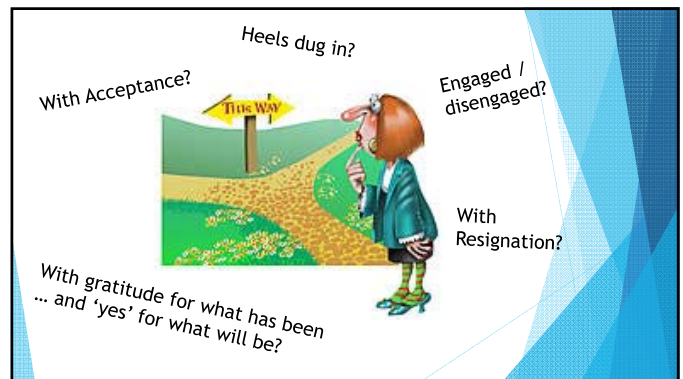 Heels dug in?
With Acceptance?
Engaged /
disengaged?
THIS WAY
With
Resignation?
With gratitude for what has been
… and ‘yes’ for what will be?